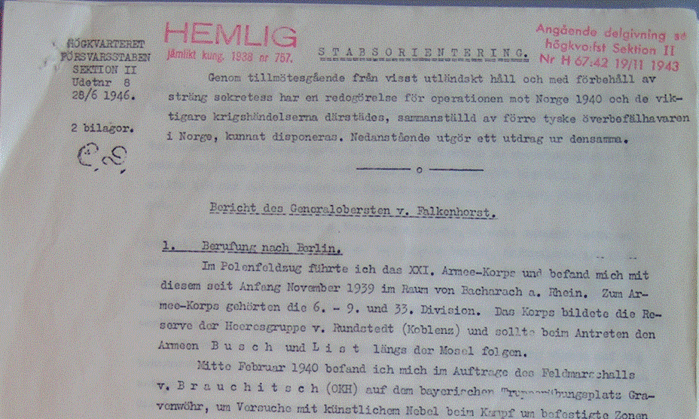 HÖGKVARTERET
FÖRSVARSSTABEN
SEKTION II
Udetnr 8
28/6 1946.
2 bilagor.
HEMLIG
jämlikt kung. 1938 nr 767.
Angående delgivning se
högkv:fst Sektion II
Nr H 67:42 19/11 1943
STABSORIENTERING.
Genom tillmötesgående från visst utländskt håll och med förbehåll av
sträng sekretess har en redogörelse för operationen mot Norge 1940 och de vik-
tigare krigshändelserna därstädes, sammanställd av förre tyske överbefälhavaren
i Norge, kunnat disponeras. Nedanstående utgör ett utdrag ur densamma.
o
Bericht des Generalobersten v. Falkenhorst.
1. Berufung nach Berlin.
Im Polenfeldzug führte ich das XXI. Armee-Korps und befand mich mit
diesem seit Anfang November 1939 im Raum von Bacharach a. Rhein. Zum Ar-
mee-Korps gehörten die 6. - 9. und 33. Division. Das Korps bildete die Re-
serve der Heeresgruppe v. Rundstedt (Koblenz) und sollte beim Antreten den
Armeen B u s c h und L i s t längs der Mosel folgen.
Mitte Februar 1940 befand ich mich im Auftrage des Feldmarschalls
v. B r a u c h i t s c h (OKH) auf dem bayerischen Truppenübungsplatz Gra-
venwöhr, um Versuche mit künstlichem Nebel beim Kampf um befestigte Zonen